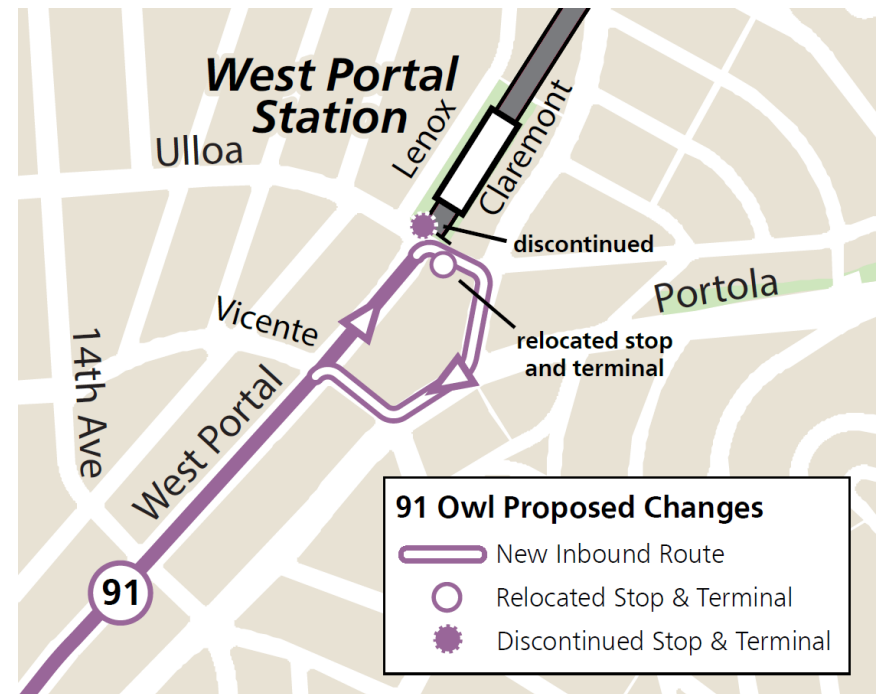 West Portal
Station
Lenox
Ulloa
Claremont
discontinued
Portola
Vicente
relocated stop
and terminal
14th Ave
West Portal
91 Owl Proposed Changes
New Inbound Route
Relocated Stop & Terminal
Discontinued Stop & Terminal
91